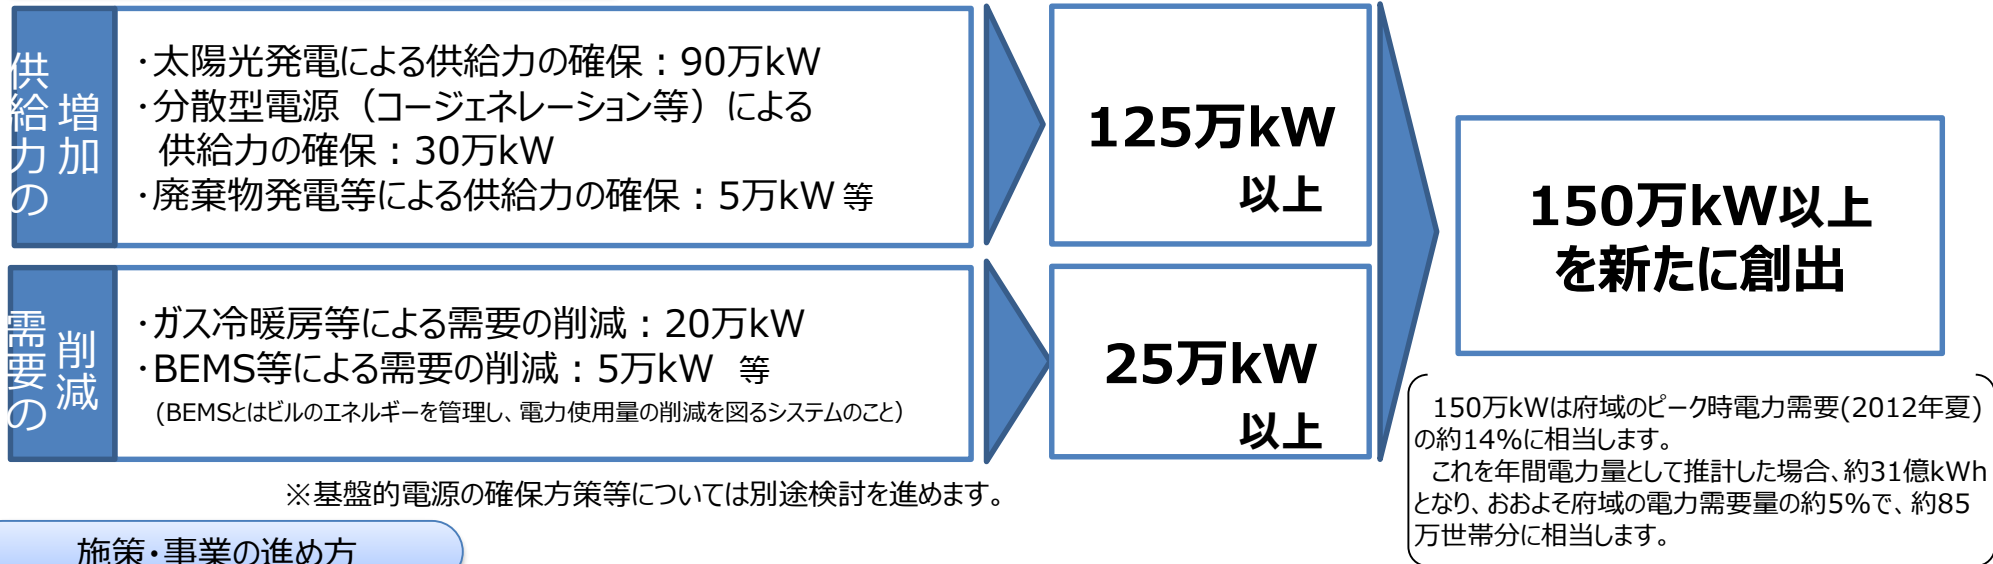 供給力の
増加
・太陽光発電による供給力の確保：90万kW
・分散型電源（コージェネレーション等）による
供給力の確保：30万kW
・廃棄物発電等による供給力の確保：5万kW 等
125万kW
以上
需要の
削減
・ガス冷暖房等による需要の削減：20万kW
・BEMS等による需要の削減：5万kW 等
(BEMSとはビルのエネルギーを管理し、電力使用量の削減を図るシステムのこと）
25万kW
以上
150万kW以上
を新たに創出
150万kWは府域のピーク時電力需要(2012年夏)
の約14%に相当します。
これを年間電力量として推計した場合、約31億kWh
となり、おおよそ府域の電力需要量の約5%で、約85
万世帯分に相当します。
※基盤的電源の確保方策等については別途検討を進めます。
施策・事業の進め方